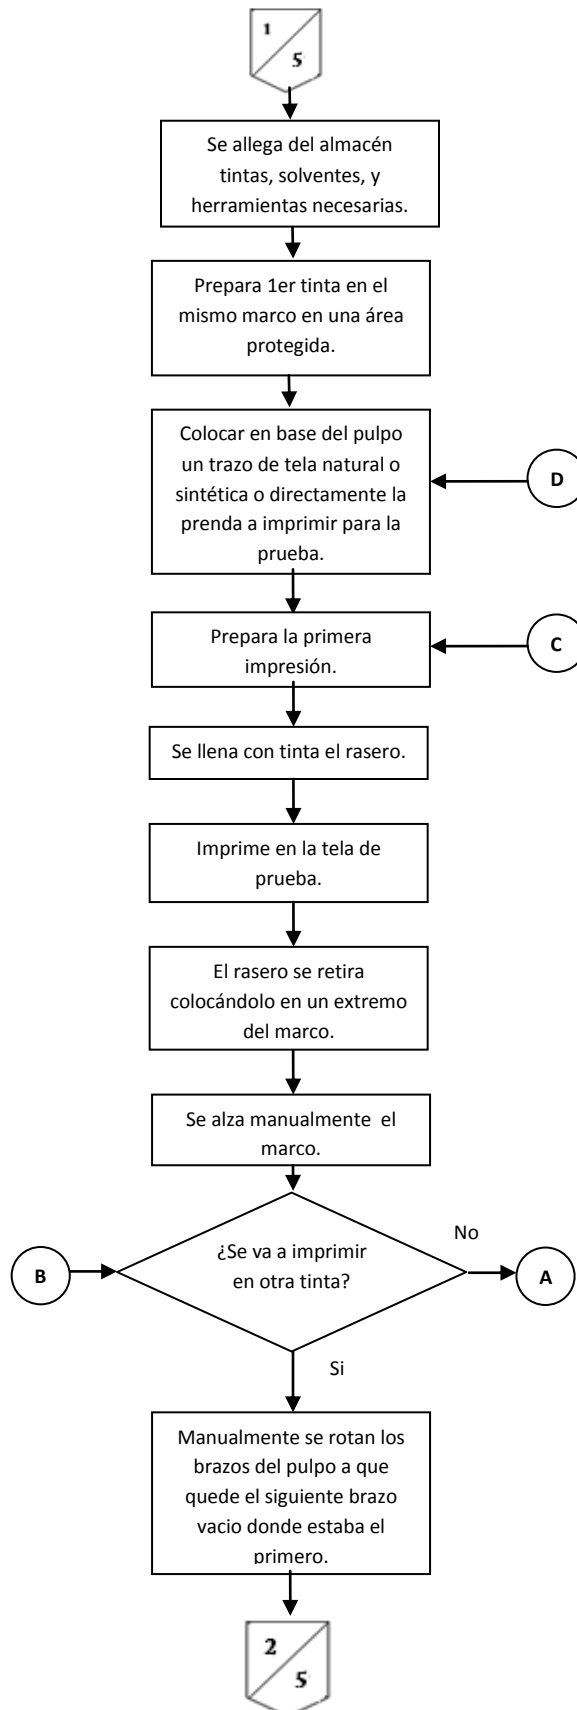 1
5
Se allega del almacén
tintas, solventes, y
herramientas necesarias.
Prepara 1er tinta en el
mismo marco en una área
protegida.
Colocar en base del pulpo
un trazo de tela natural o
sintética o directamente la
prenda a imprimir para la
prueba.
D
Prepara la primera
impresión.
C
Se llena con tinta el rasero.
Imprime en la tela de
prueba.
El rasero se retira
colocándolo en un extremo
del marco.
Se alza manualmente el
marco.
¿Se va a imprimir
en otra tinta?
No
B
A
Si
Manualmente se rotan los
brazos del pulpo a que
quede el siguiente brazo
vacio donde estaba el
primero.
2
5